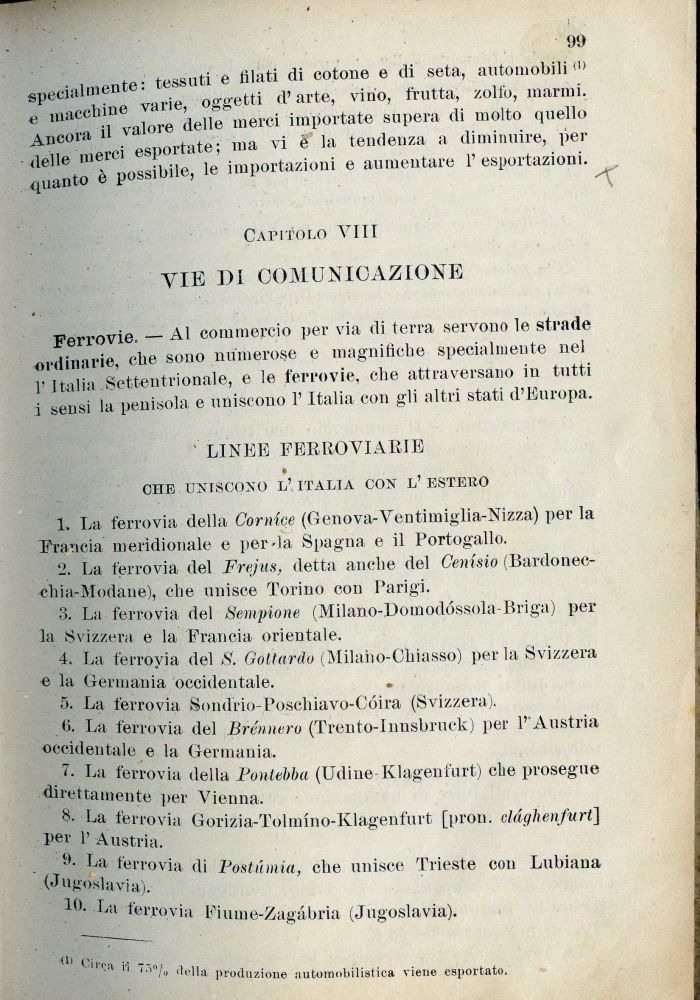 99
specialmente: tessuti e filati di cotone e di seta, automobili (1)
e macchine varie, oggetti d' arte, vino, frutta, zolfo, marmi.
Ancora il valore delle merci importate supera di molto quello
delle merci esportate; ma vi è la tendenza a diminuire, per
quanto è possibile, le importazioni e aumentare l' esportazioni.
CAPITOLO VIII
VIE DI COMUNICAZIONE
Ferrovie. — Al commercio per via di terra servono le strade
ordinarie, che sono numerose e magnifiche specialmente nel
l' Italia Settentrionale, e le ferrovie, che attraversano in tutti
i sensi la penisola e uniscono l' Italia con gli altri stati d'Europa.
LINEE FERROVIARIE
CHE UNISCONO L' ITALIA CON L' ESTERO
1. La ferrovia della Cornice (Genova-Ventimiglia-Nizza) per la
Francia meridionale e per la Spagna e il Portogallo.
2. La ferrovia del Frejus, detta anche del Cenísio (Bardonec-
chia-Modane), che unisce Torino con Parigi.
3. La ferrovia del Sempione (Milano-Domodóssola-Briga) per
la Svizzera e la Francia orientale.
4. La ferrovia del S. Gottardo (Milano-Chiasso) per la Svizzera
e la Germania occidentale.
5. La ferrovia Sondrio-Poschiavo-Cóira (Svizzera).
6. La ferrovia del Brénnero (Trento-Innsbruck) per l' Austria
occidentale e la Germania.
7. La ferrovia della Pontebba (Udine-Klagenfurt) che prosegue
direttamente per Vienna.
8. La ferrovia Gorizia-Tolmíno-Klagenfurt [pron. clághenfurt]
per l' Austria.
9. La ferrovia di Postúmia, che unisce Trieste con Lubiana
(Jugoslavia).
10. La ferrovia Fiume-Zagábria (Jugoslavia).
(1) Circa il 75% della produzione automobilistica viene esportato.